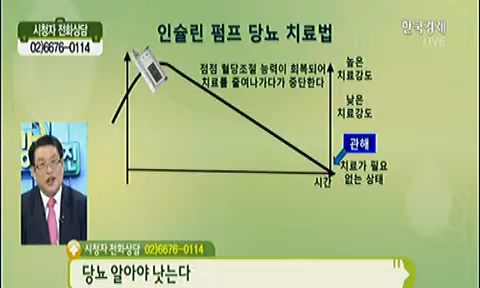 시청자 전화상담
02)6676-0114
인슐린 펌프 당뇨 치료법
한국경제
LIVE
점점 혈당조절 능력이 회복되어
치료를 줄여나가다가 중단한다
높은
치료강도
낮은
치료강도
관해
치료가 필요
없는 상태
시간
시청자 전화상담 02)6676-0114
당뇨 알아야 낫는다